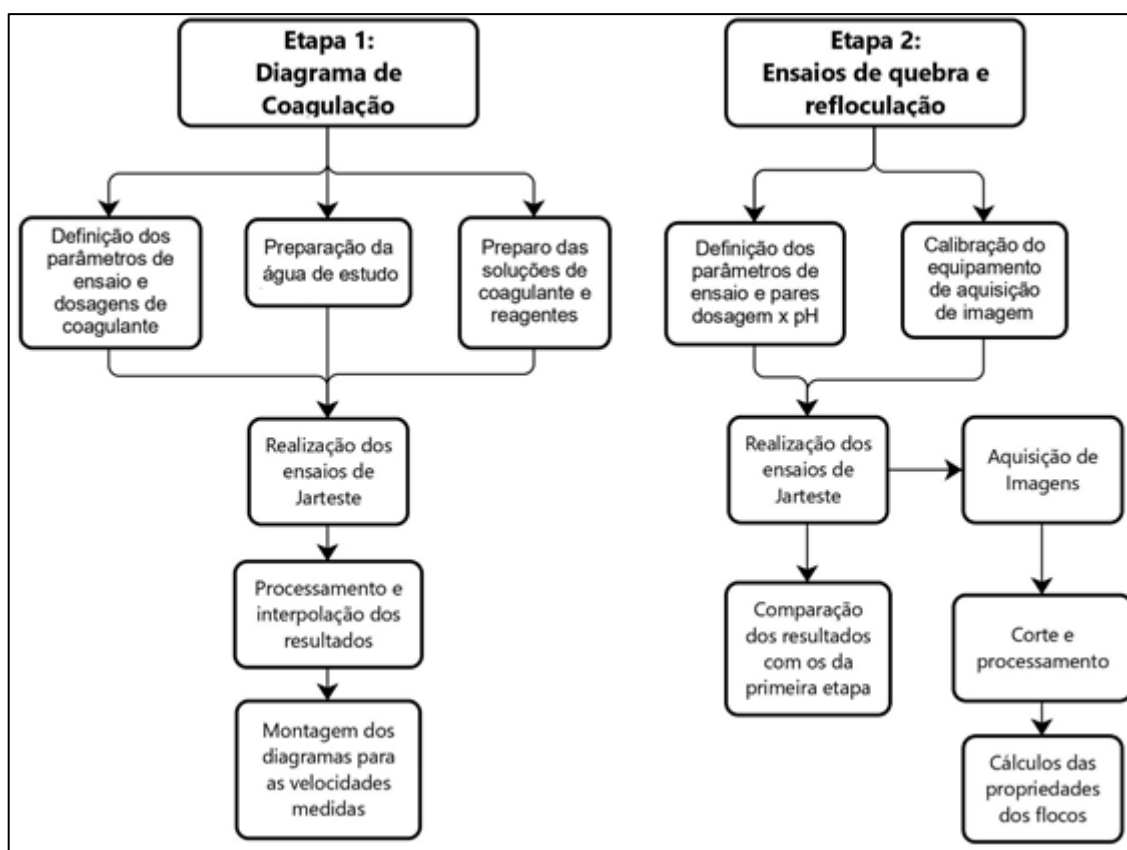 Etapa 1:
Diagrama de
Coagulação
Definição dos
parâmetros de
ensaio e
dosagens de
coagulante
Preparação da
água de estudo
Preparo das
soluções de
coagulante e
reagentes
Realização dos
ensaios de
Jarteste
Processamento e
interpolação dos
resultados
Montagem dos
diagramas para
as velocidades
medidas
Etapa 2:
Ensaios de quebra e
refloculação
Definição dos
parâmetros de
ensaio e pares
dosagem x pH
Calibração do
equipamento
de aquisição
de imagem
Realização dos
ensaios de
Jarteste
Aquisição de
Imagens
Comparação
dos resultados
com os da
primeira etapa
Corte e
processamento
Cálculos das
propriedades
dos flocos